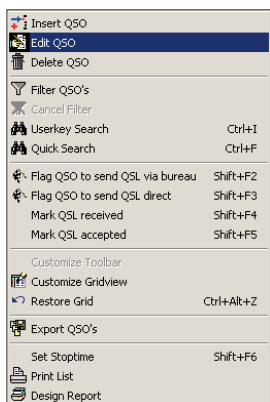 Insert QSO
Edit QSO
Delete QSO
Filter QSO's
Cancel Filter
Userkey Search Ctrl+I
Quick Search Ctrl+F
Flag QSO to send QSL via bureau Shift+F2
Flag QSO to send QSL direct Shift+F3
Mark QSL received Shift+F4
Mark QSL accepted Shift+F5
Customize Toolbar
Customize Gridview
Restore Grid Ctrl+Alt+Z
Export QSO's
Set Stoptime Shift+F6
Print List
Design Report